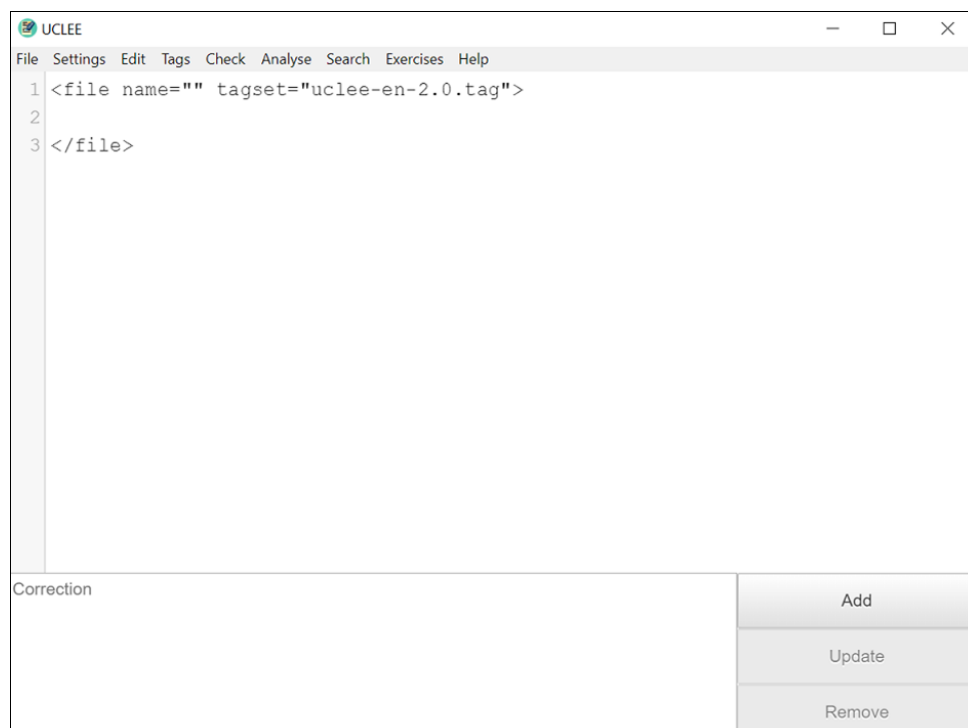 UCLEE
File Settings Edit Tags Check Analyse Search Exercises Help
1 <file name="" tagset="uclee-en-2.0.tag">
2
3 </file>
Correction
Add
Update
Remove